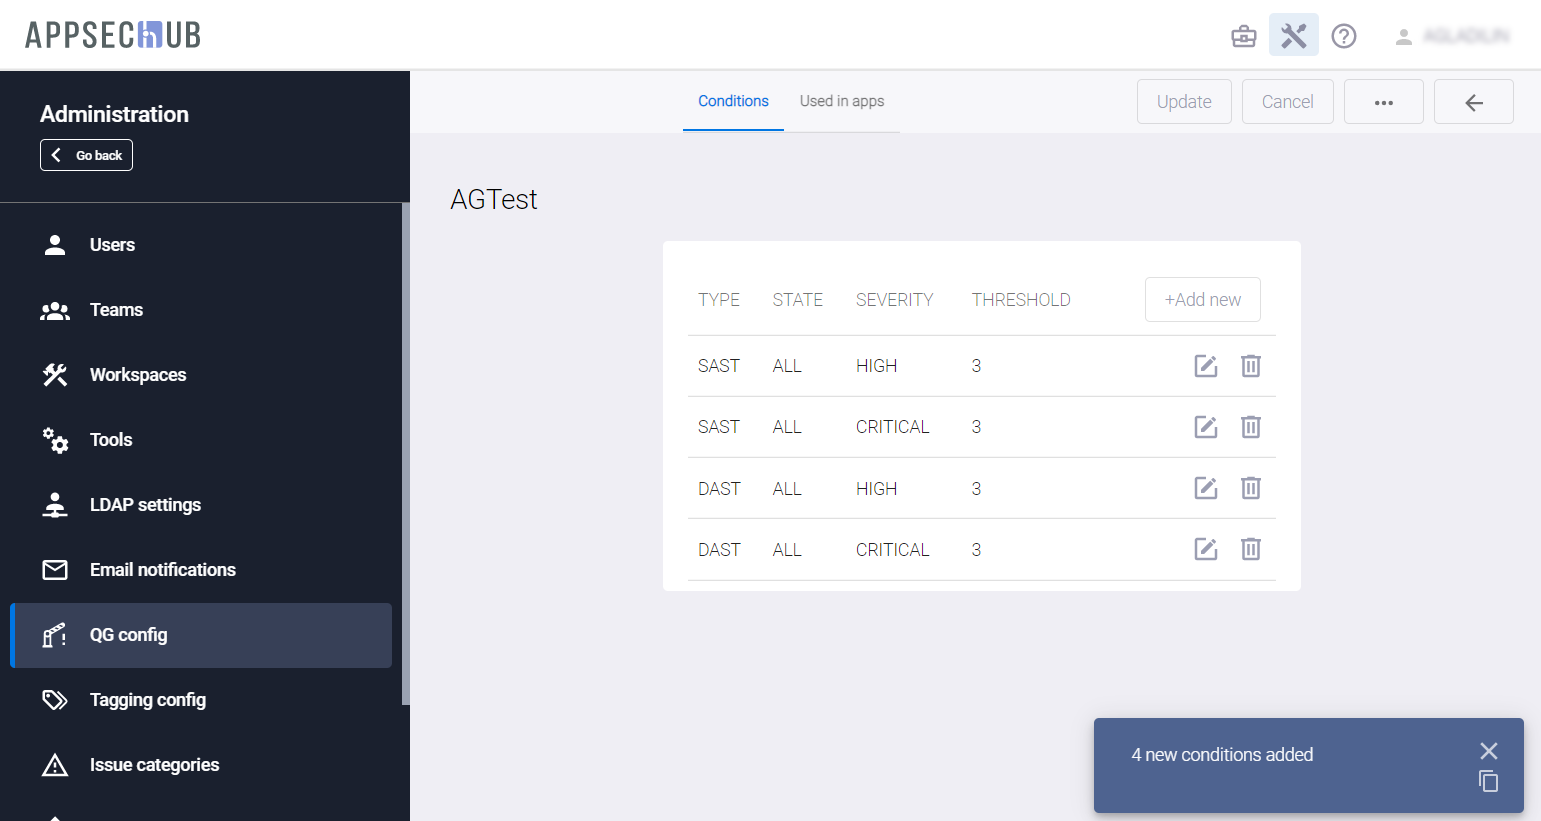 APPSECHUB
Administration
Go back
Users
Teams
Workspaces
Tools
LDAP settings
Email notifications
QG config
Tagging config
Issue categories
Conditions Used in apps
Update Cancel
AGTest
TYPE STATE SEVERITY THRESHOLD +Add new
SAST ALL HIGH 3
SAST ALL CRITICAL 3
DAST ALL HIGH 3
DAST ALL CRITICAL 3
4 new conditions added